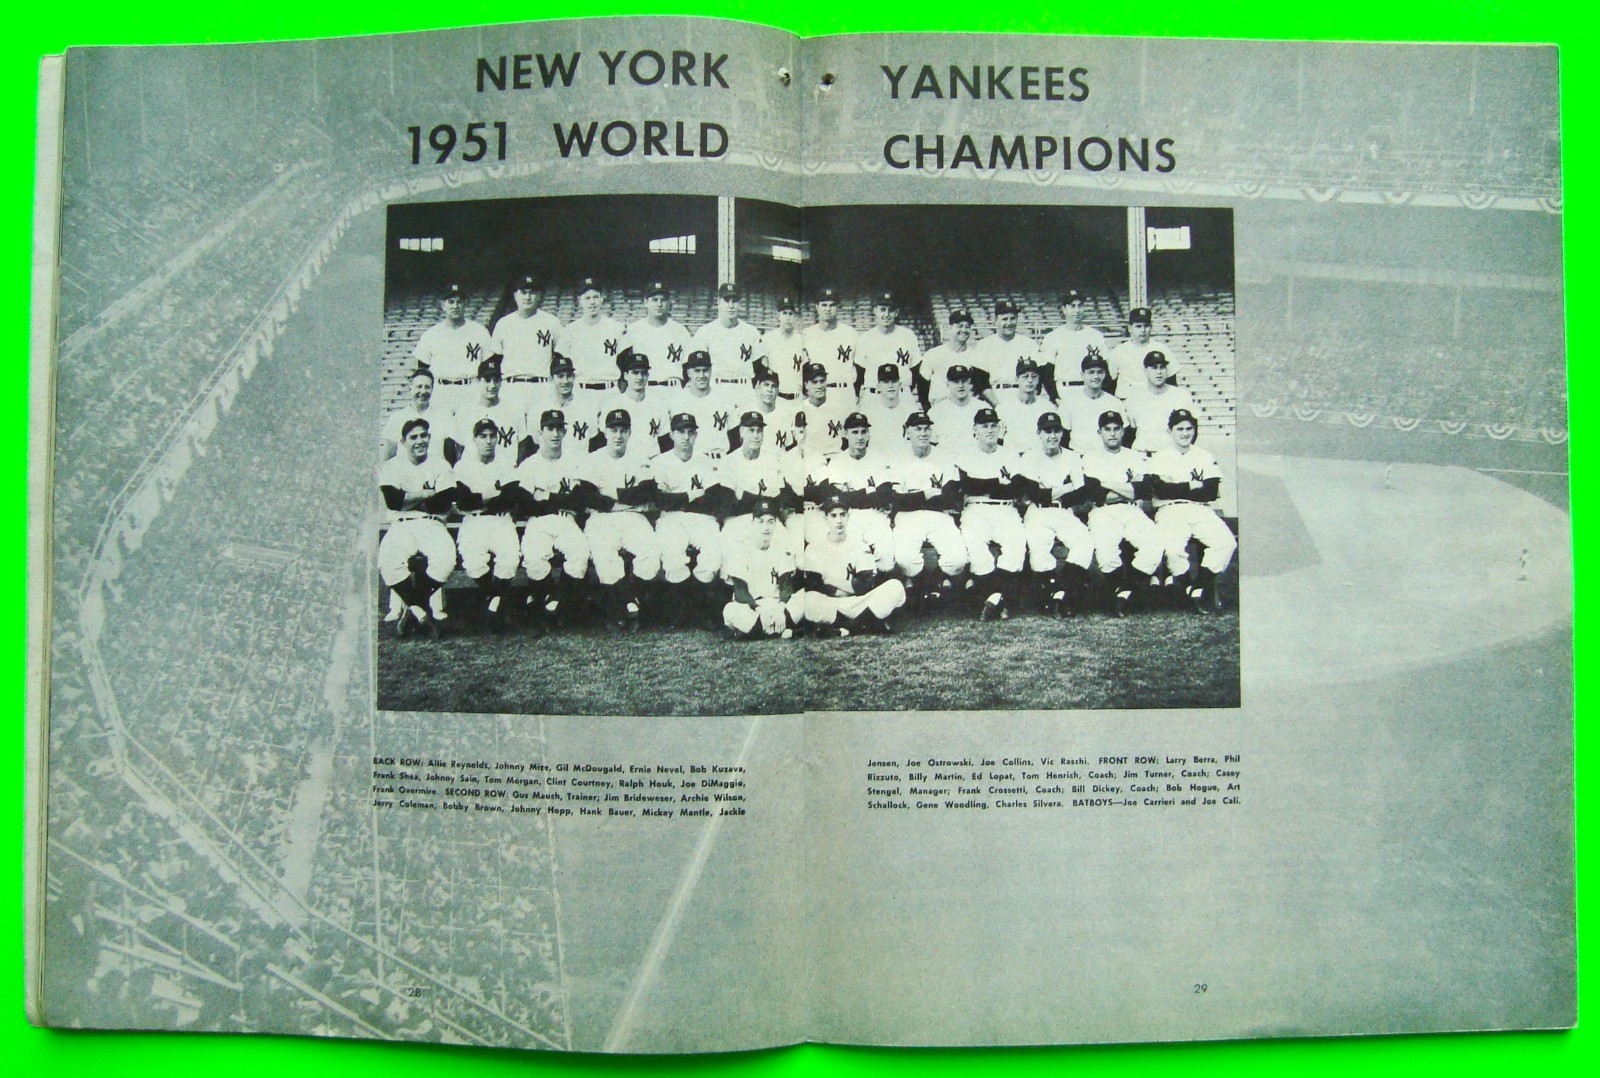 NEW YORK YANKEES
1951 WORLD CHAMPIONS
BACK ROW: Allie Reynolds, Johnny Mize, Gil McDougald, Ernie Nevel, Bob Kuzava,
Frank Shea, Johnny Sain, Tom Morgan, Clint Courtney, Ralph Houk, Joe DiMaggio,
Frank Overmire. SECOND ROW: Gus Mauch, Trainer; Jim Brideweser, Archie Wilson,
Jerry Coleman, Bobby Brown, Johnny Hopp, Hank Bauer, Mickey Mantle, Jackie
Jensen, Joe Ostrowski, Joe Collins, Vic Raschi. FRONT ROW: Larry Berra, Phil
Rizzuto, Billy Martin, Ed Lopat, Tom Henrich, Coach; Jim Turner, Coach; Casey
Stengel, Manager; Frank Crossetti, Coach; Bill Dickey, Coach; Bob Hogue, Art
Schallock, Gene Woodling, Charles Silvera. BATBOYS—Joe Carrieri and Joe Cali.
28
29